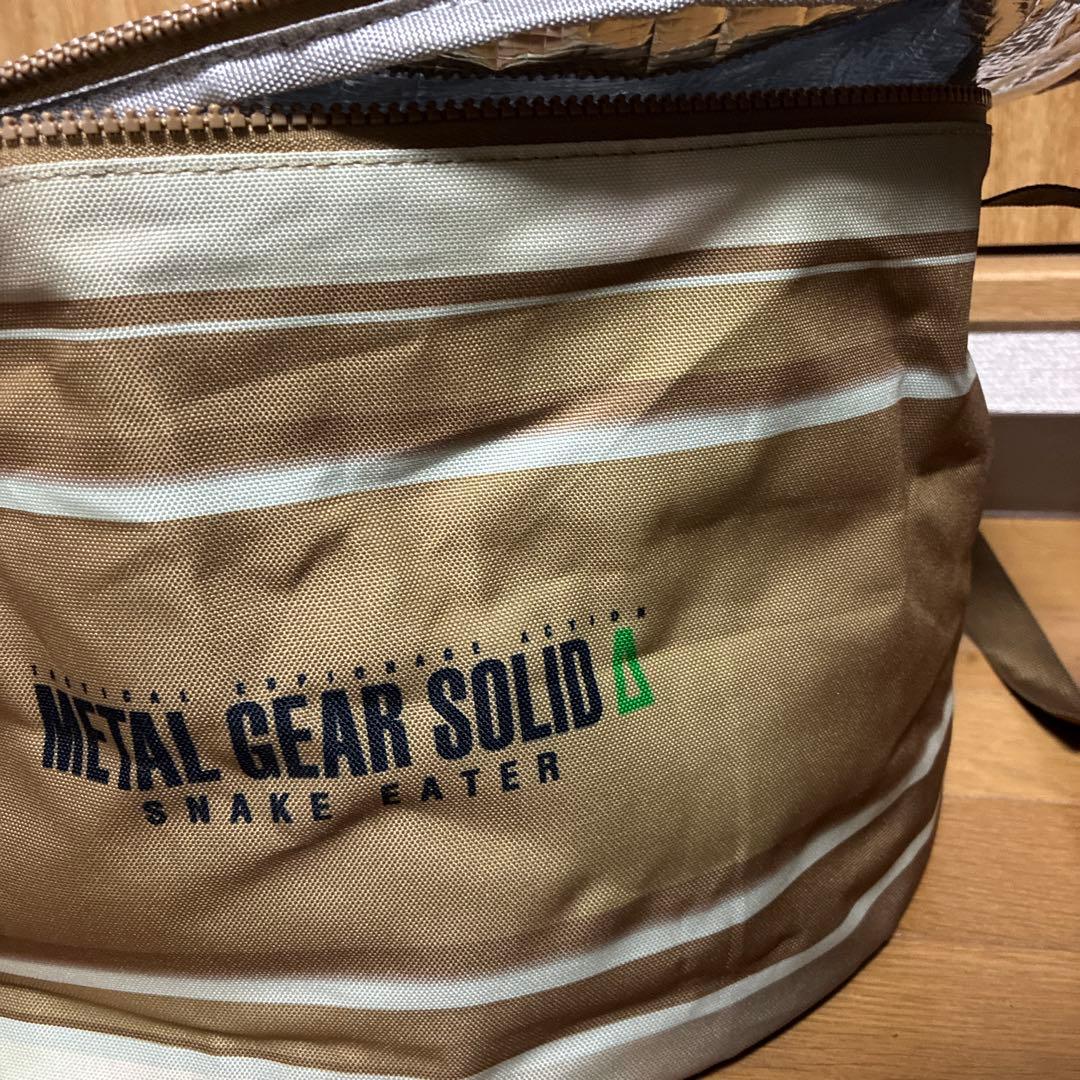 TACTICAL ESPIONAGE ACTION
METAL GEAR SOLID Δ
SNAKE EATER